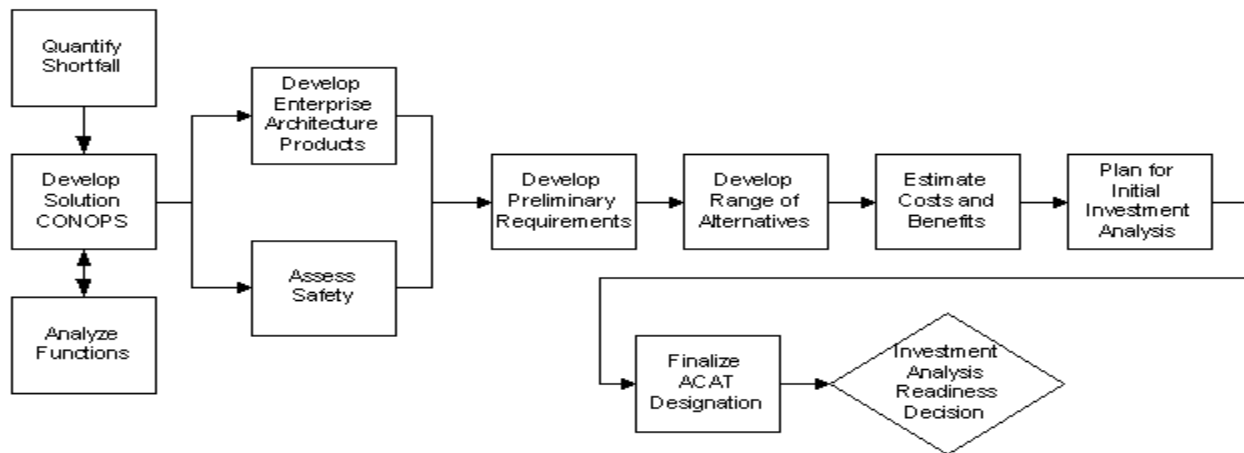 Quantify
Shortfall
Develop
Solution
CONOPS
Analyze
Functions
Develop
Enterprise
Architecture
Products
Assess
Safety
Develop
Preliminary
Requirements
Develop
Range of
Alternatives
Estimate
Costs and
Benefits
Plan for
Initial
Investment
Analysis
Finalize
ACAT
Designation
Investment
Analysis
Readiness
Decision